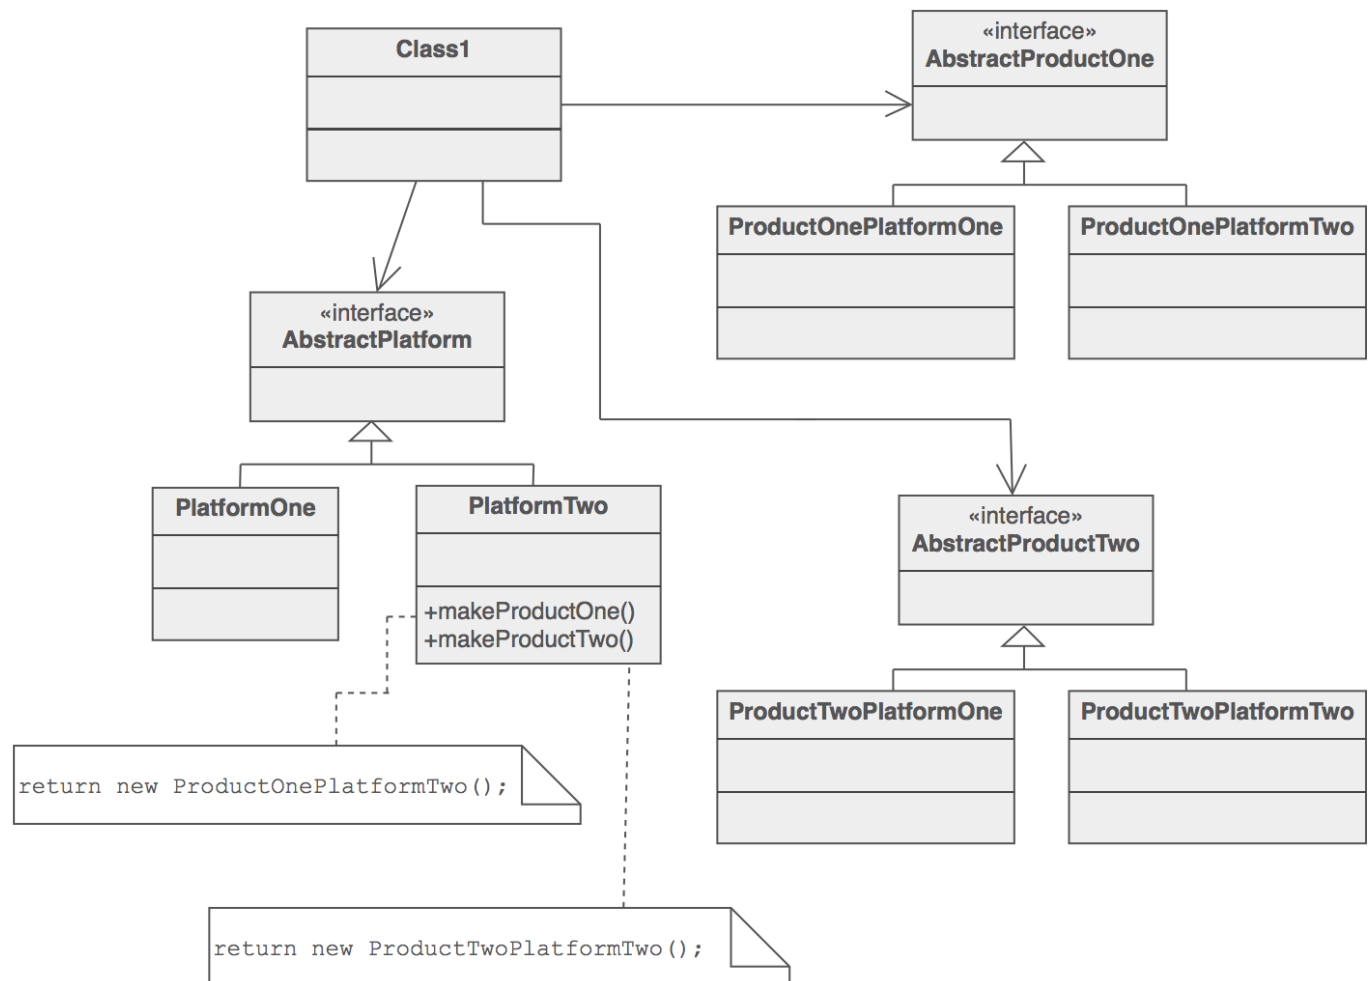 Class1
«interface»
AbstractProductOne
ProductOnePlatformOne
ProductOnePlatformTwo
«interface»
AbstractPlatform
PlatformOne
PlatformTwo
+makeProductOne()
+makeProductTwo()
«interface»
AbstractProductTwo
ProductTwoPlatformOne
ProductTwoPlatformTwo
return new ProductOnePlatformTwo();
return new ProductTwoPlatformTwo();